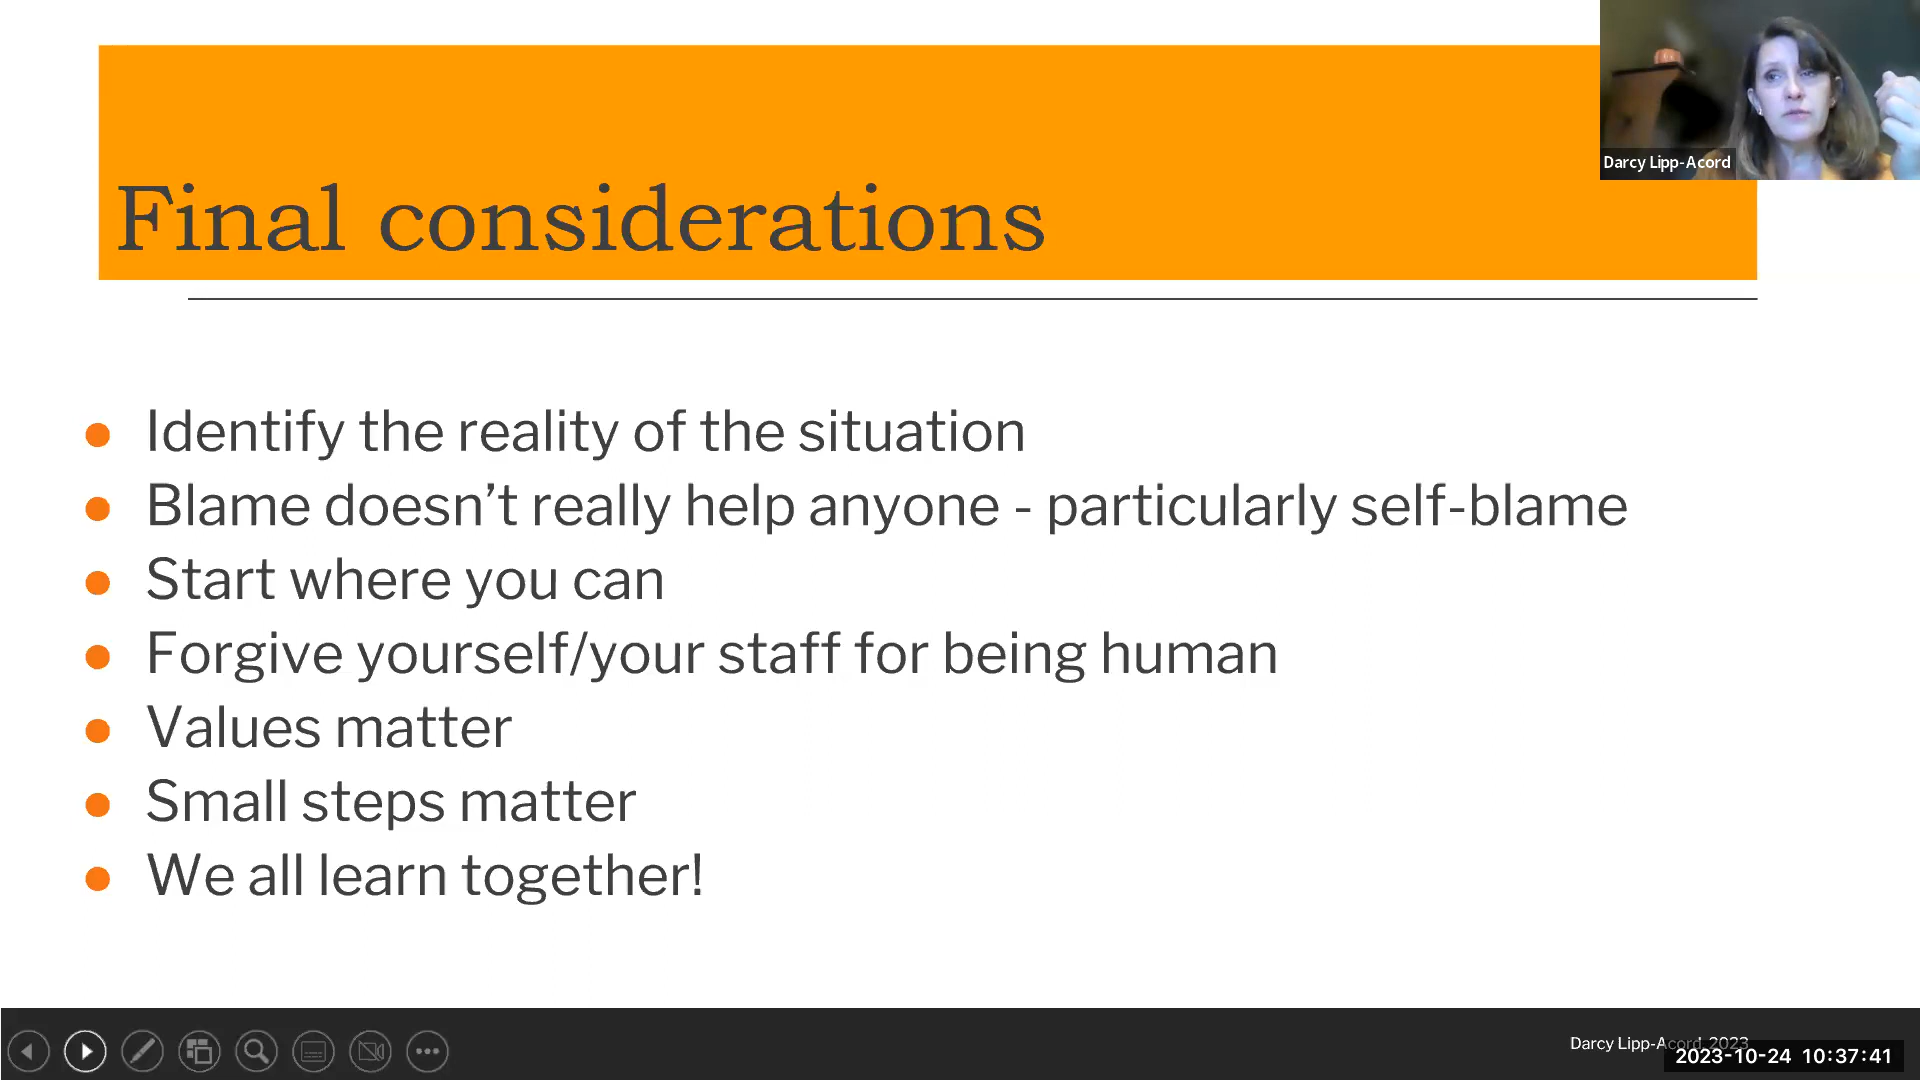 Final considerations
Darcy Lipp-Acord
Identify the reality of the situation
Blame doesn’t really help anyone - particularly self-blame
Start where you can
Forgive yourself/your staff for being human
Values matter
Small steps matter
We all learn together!
Darcy Lipp-Acord, 2023
2023-10-24 10:37:41